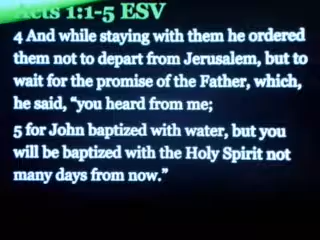 Acts 1:1-5 ESV
4 And while staying with them he ordered
them not to depart from Jerusalem, but to
wait for the promise of the Father, which,
he said, “you heard from me;
5 for John baptized with water, but you
will be baptized with the Holy Spirit not
many days from now.”